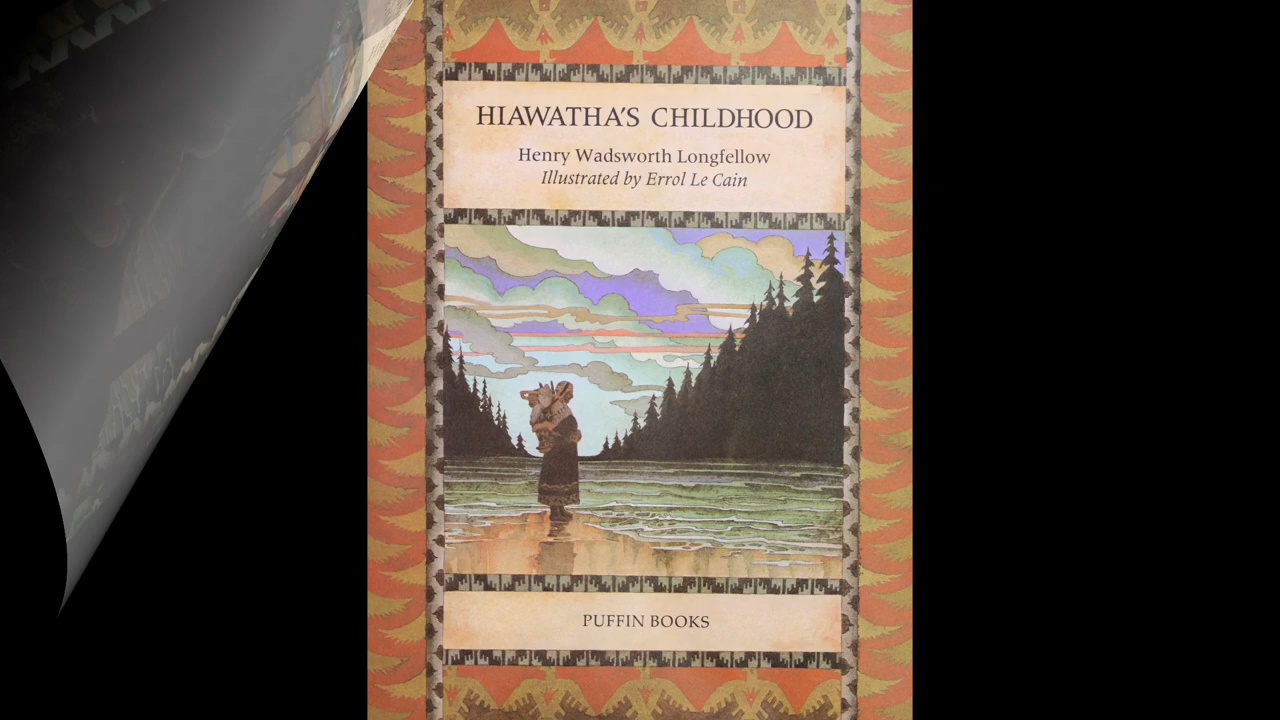 HIAWATHA'S CHILDHOOD
Henry Wadsworth Longfellow
Illustrated by Errol Le Cain
PUFFIN BOOKS